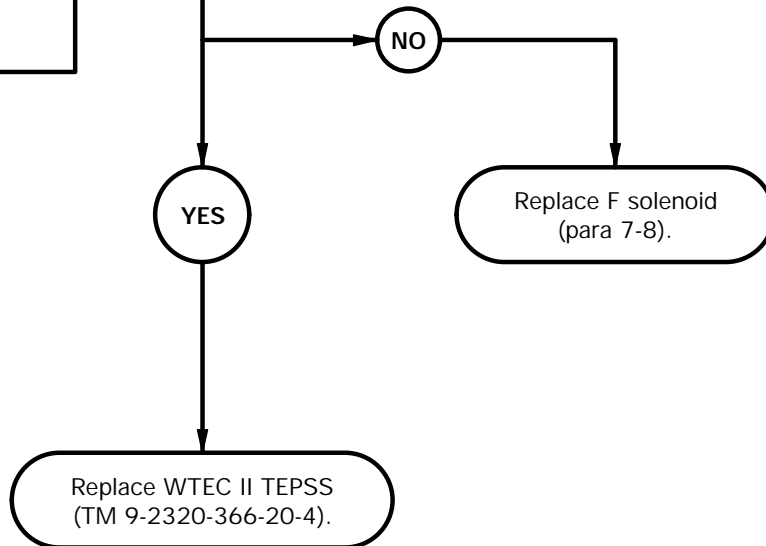 NO
YES
Replace F solenoid
(para 7-8).
Replace WTEC II TEPSS
(TM 9-2320-366-20-4).